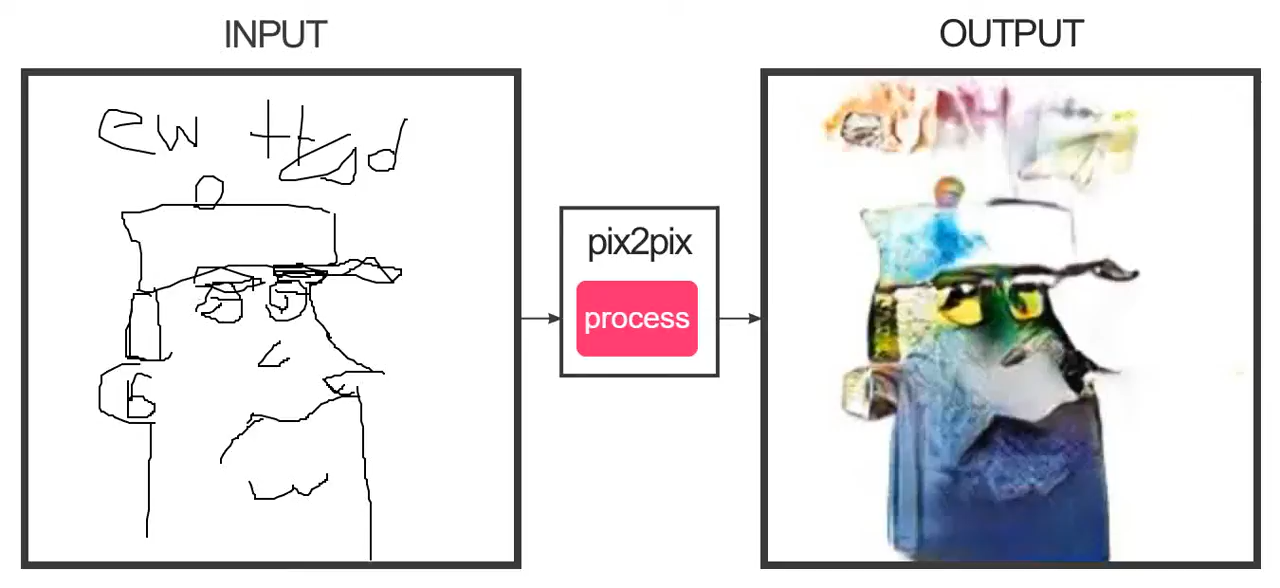 INPUT
OUTPUT
ew
pix2pix
process